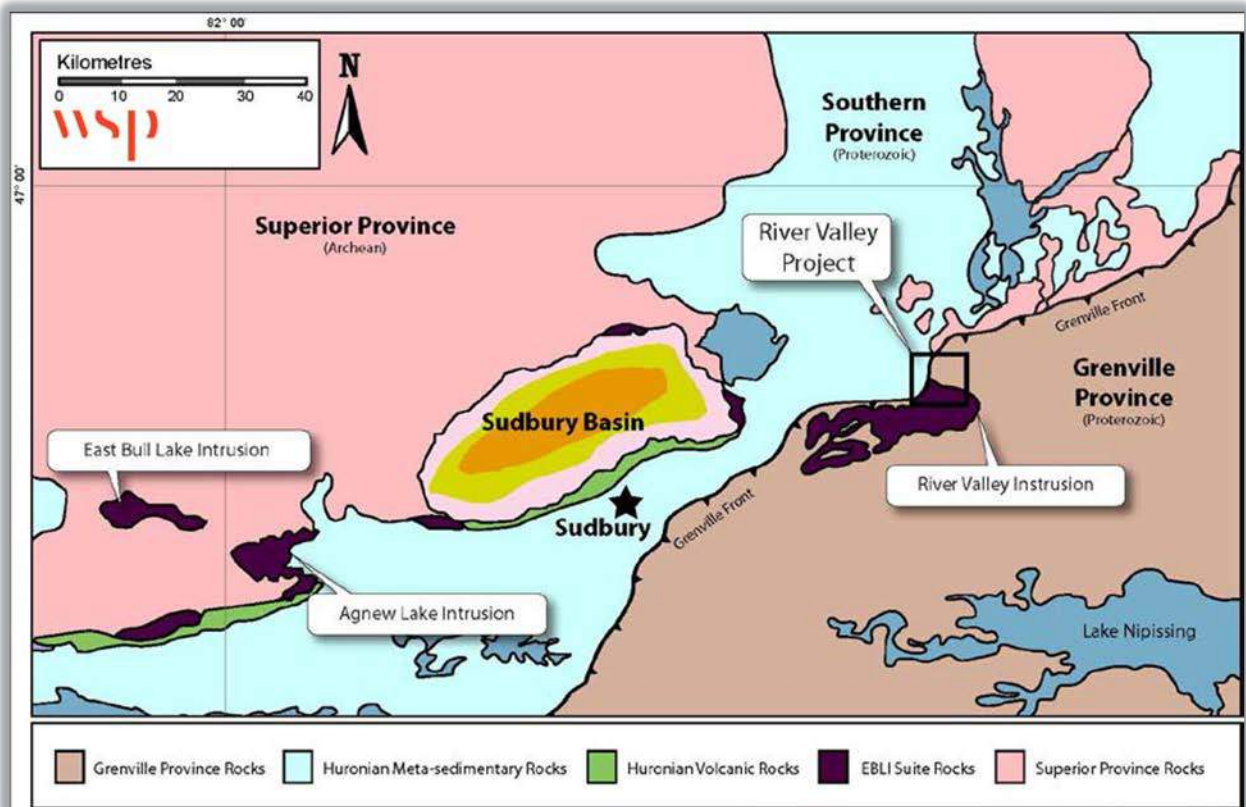 82° 00'
47° 00'
Kilometres
0 10 20 30 40
wsp
N
Southern
Province
(Proterozoic)
Superior Province
(Archean)
River Valley
Project
Grenville Front
Grenville
Province
(Proterozoic)
Sudbury Basin
East Bull Lake Intrusion
River Valley Instrusion
Sudbury
Grenville Front
Agnew Lake Intrusion
Lake Nipissing
Grenville Province Rocks
Huronian Meta-sedimentary Rocks
Huronian Volcanic Rocks
EBLI Suite Rocks
Superior Province Rocks